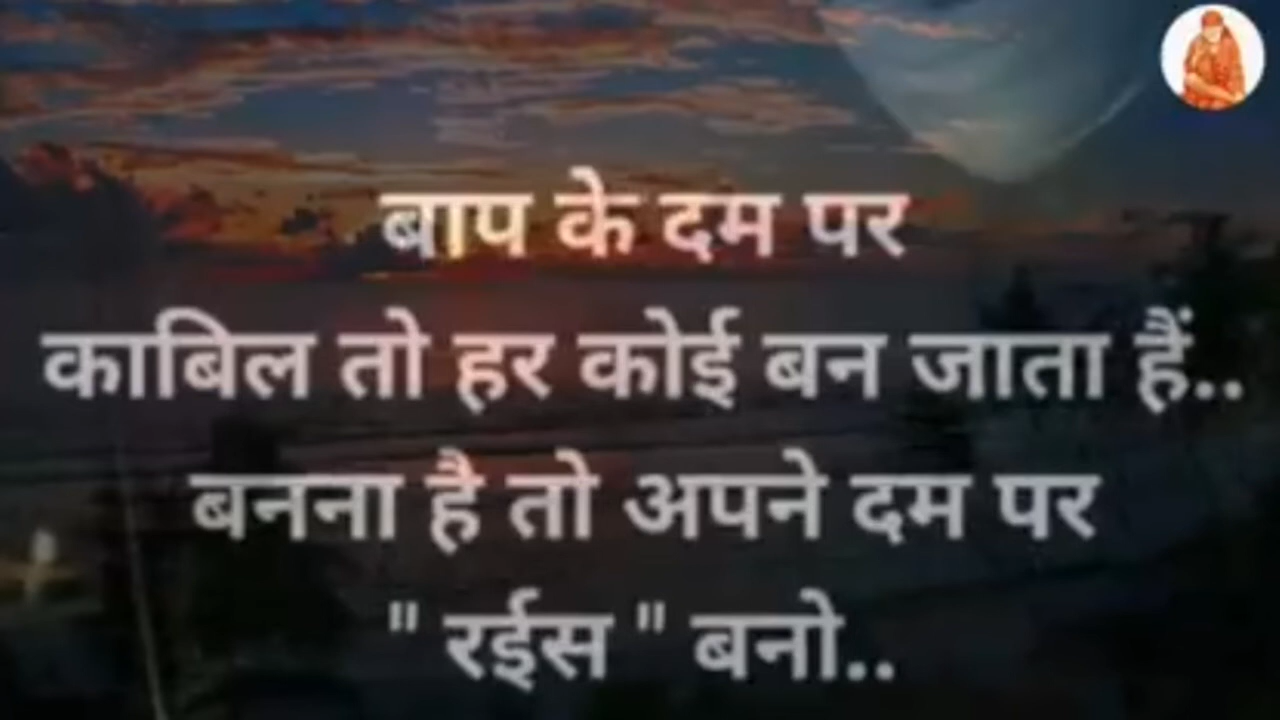 बाप के दम पर
काबिल तो हर कोई बन जाता हैं..
बनना है तो अपने दम पर
" रईस " बनो..